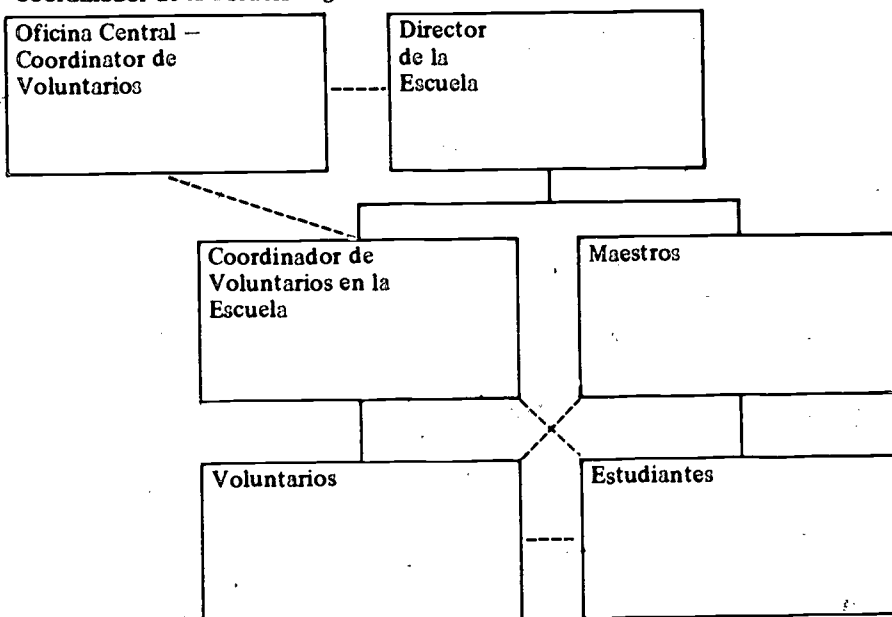 Oficina Central –
Coordinator de
Voluntarios
Director
de la
Escuela
Coordinador de
Voluntarios en la
Escuela
Maestros
Voluntarios
Estudiantes